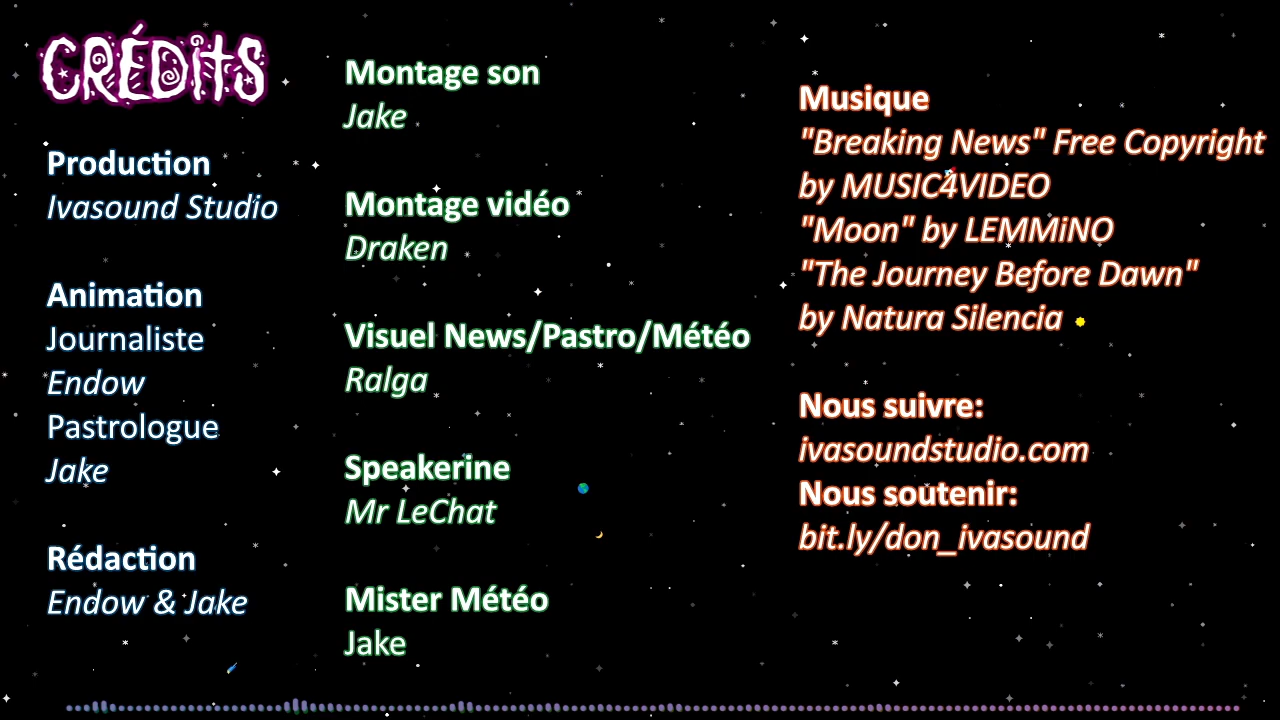 CRÉDITS
Production
Ivasound Studio
Animation
Journaliste
Endow
Pastrologue
Jake
Rédaction
Endow & Jake
Montage son
Jake
Montage vidéo
Draken
Visuel News/Pastro/Météo
Ralga
Speakerine
Mr LeChat
Mister Météo
Jake
Musique
"Breaking News" Free Copyright
by MUSIC4VIDEO
"Moon" by LEMMiNO
"The Journey Before Dawn"
by Natura Silencia
Nous suivre:
ivasoundstudio.com
Nous soutenir:
bit.ly/don_ivasound